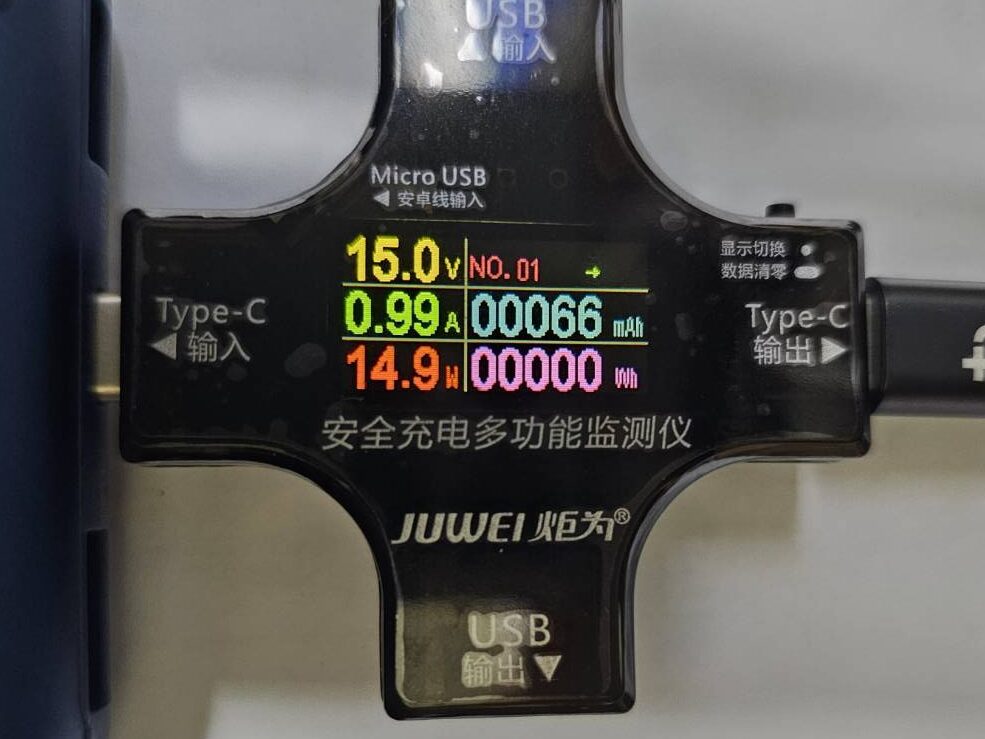 USB
输入
Micro USB
安卓线输入
显示切换
数据清零
15.0V NO.01
0.99A 00066 mAh
14.9W 00000 Wh
Type-C
输入
Type-C
输出
安全充电多功能监测仪
JUWEI 炬为®
USB
输出